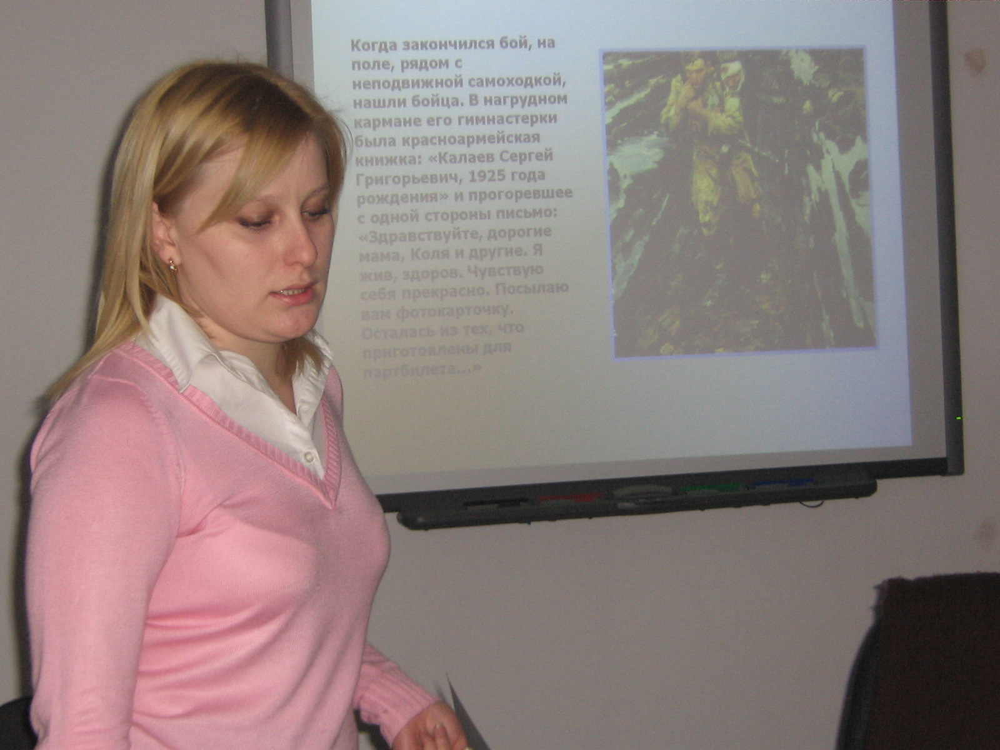 Когда закончился бой, на
поле, рядом с
неподвижной самоходкой,
нашли бойца. В нагрудном
кармане его гимнастерки
была красноармейская
книжка: «Калаев Сергей
Григорьевич, 1925 года
рождения» и прогоревшее
с одной стороны письмо:
«Здравствуйте, дорогие
мама, Коля и другие. Я
жив, здоров. Чувствую
себя прекрасно. Посылаю
вам фотокарточку.
Осталась из тех, что
приготовлены для
партбилета...»